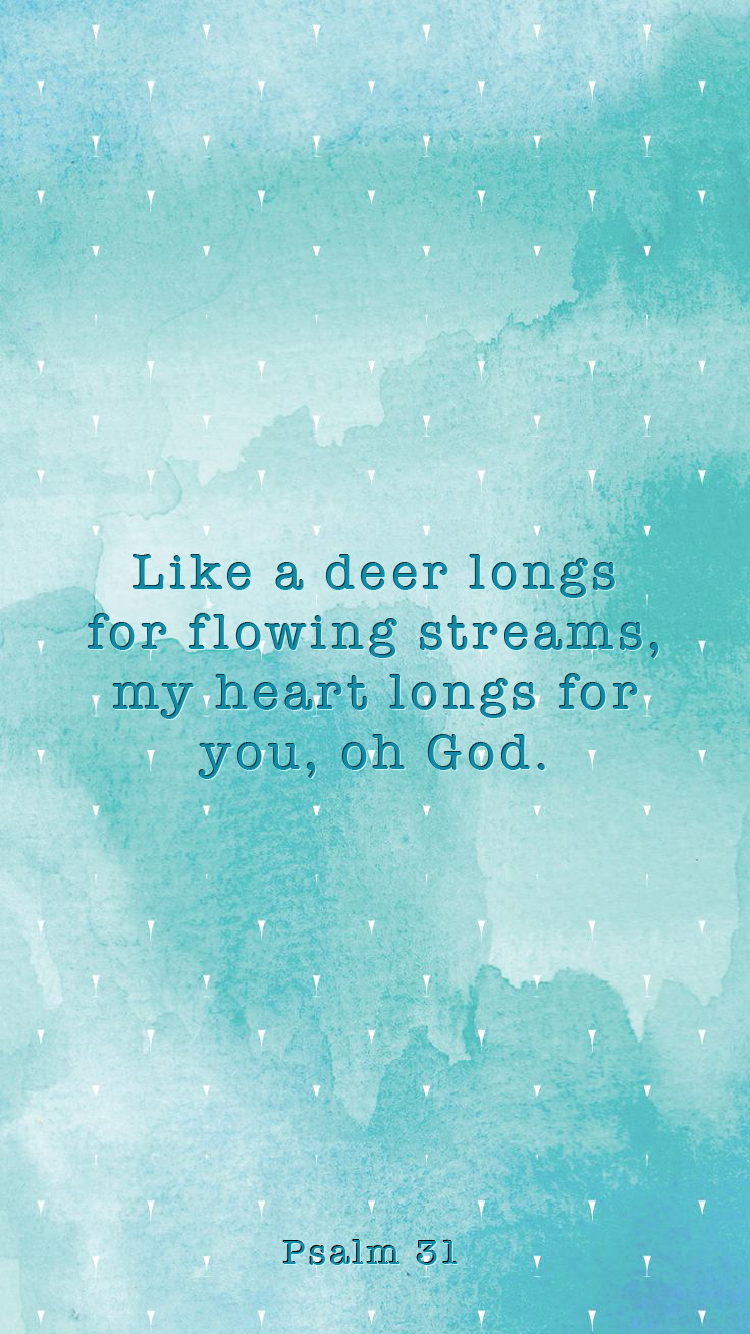 Like a deer longs
for flowing streams,
my heart longs for
you, oh God.
Psalm 31